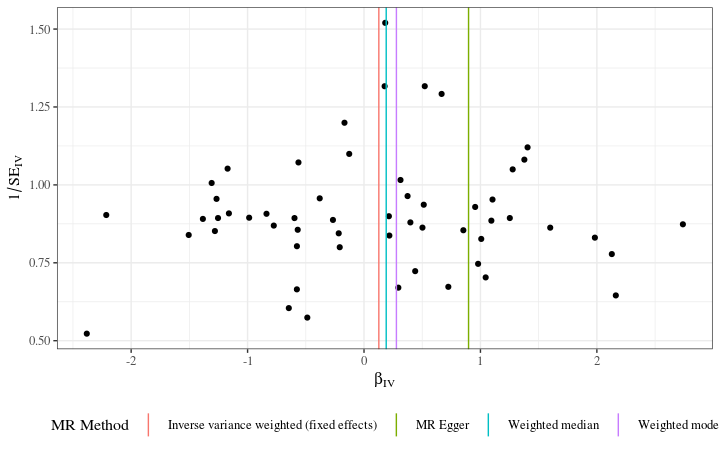 1.50
1.25
1.00
0.75
0.50
1/SE_IV
-2 -1 0 1 2
β_IV
MR Method Inverse variance weighted (fixed effects) MR Egger Weighted median Weighted mode